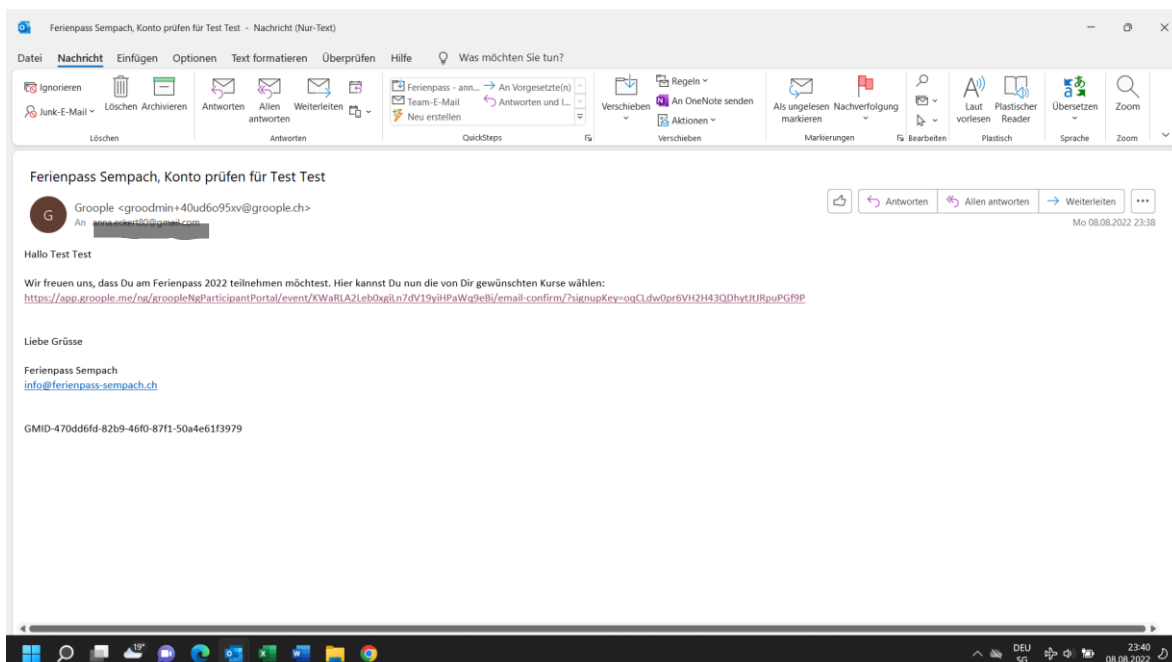 Ferienpass Sempach, Konto prüfen für Test Test - Nachricht (Nur-Text)
Datei Nachricht Einfügen Optionen Text formatieren Überprüfen Hilfe Was möchten Sie tun?
Ignorieren
Junk-E-Mail
Löschen Archivieren
Löschen
Antworten Allen antworten Weiterleiten
Antworten
Ferienpass - ann... An Vorgesetzte(n)
Team-E-Mail Antworten und l...
Neu erstellen
QuickSteps
Verschieben
Regeln
An OneNote senden
Aktionen
Verschieben
Als ungelesen markieren Nachverfolgung
Markierungen
Bearbeiten
Laut vorlesen Plastischer Reader
Plastisch
Übersetzen
Sprache
Zoom
Zoom
Ferienpass Sempach, Konto prüfen für Test Test
G
Groople <groodmin+40ud6o95xv@groople.ch>
An
Antworten Allen antworten Weiterleiten
Mo 08.08.2022 23:38
Hallo Test Test
Wir freuen uns, dass Du am Ferienpass 2022 teilnehmen möchtest. Hier kannst Du nun die von Dir gewünschten Kurse wählen:
https://app.groople.me/ng/groopleNgParticipantPortal/event/KWaRLA2Leb0xgiLn7dV19yiHPaWq9eBi/email-confirm/?signupKey=oqCLdw0pr6VH2H43QDhytJtJRpuPGf9P
Liebe Grüsse
Ferienpass Sempach
info@ferienpass-sempach.ch
GMID-470dd6fd-82b9-46f0-87f1-50a4e61f3979
19°
DEU
SG
23:40
08.08.2022